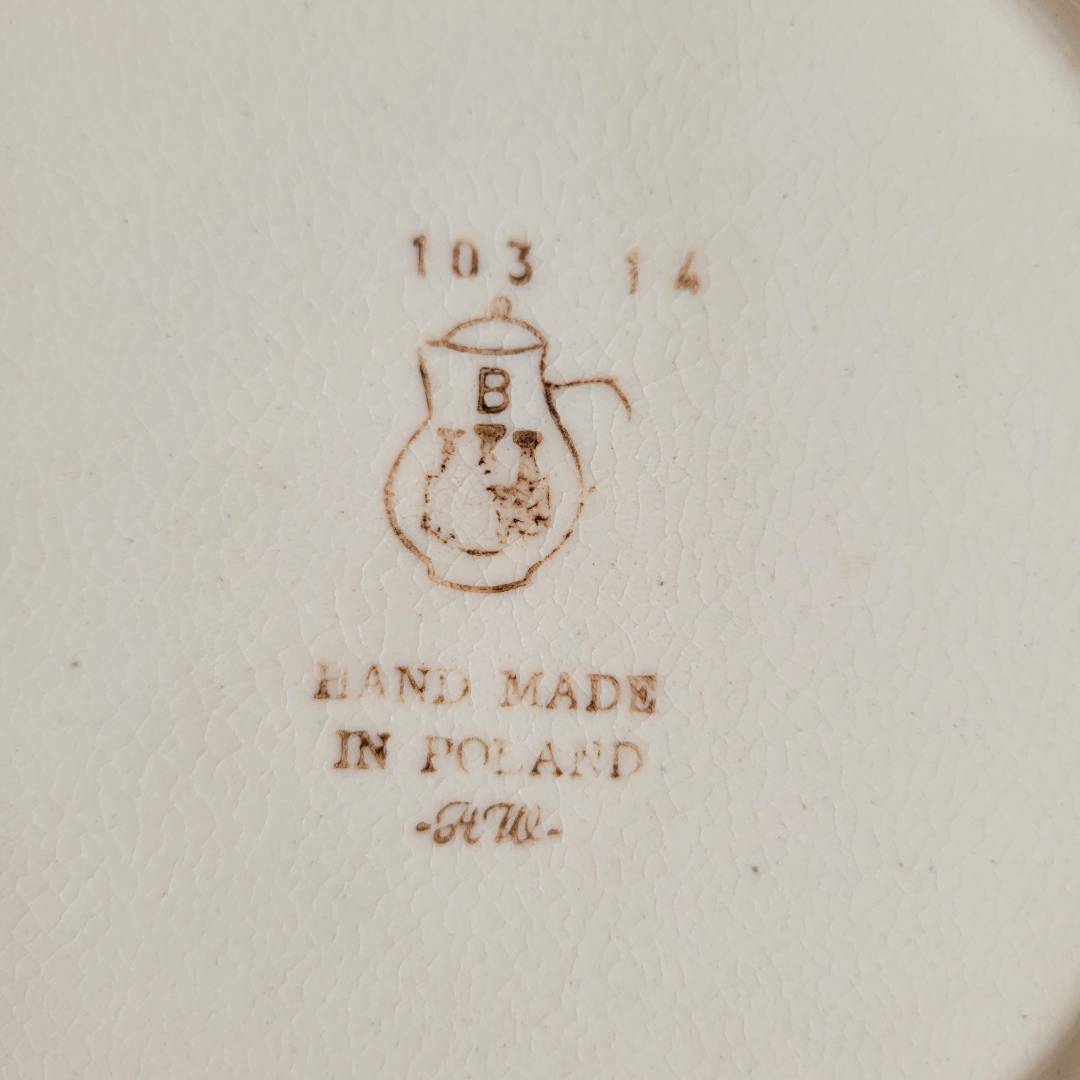 103 14
B
HAND MADE
IN POLAND
-AW-